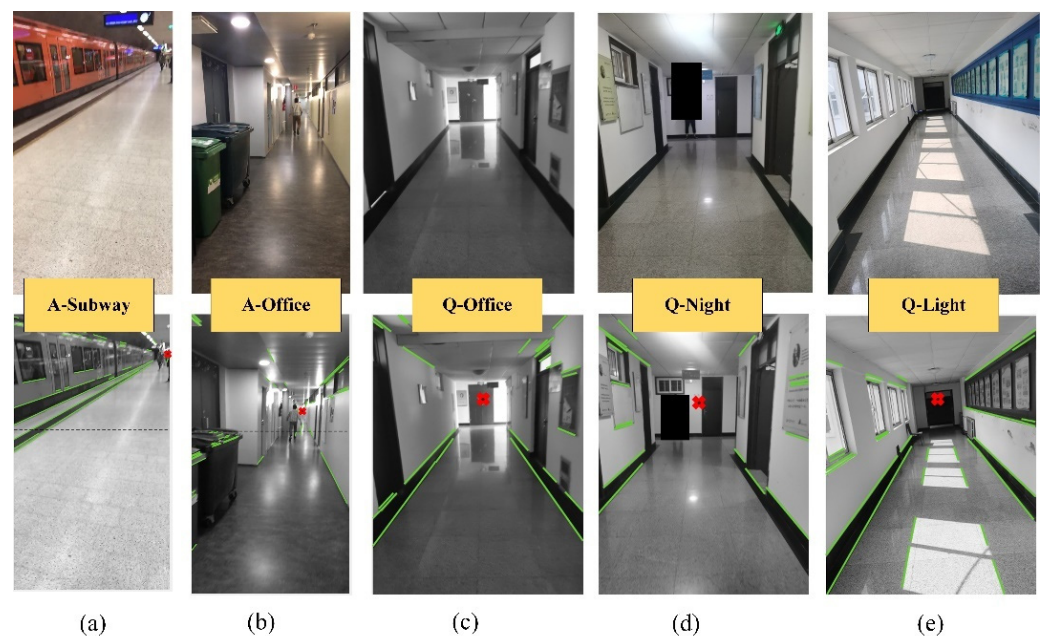 A-Subway
A-Office
Q-Office
Q-Night
Q-Light
(a)
(b)
(c)
(d)
(e)